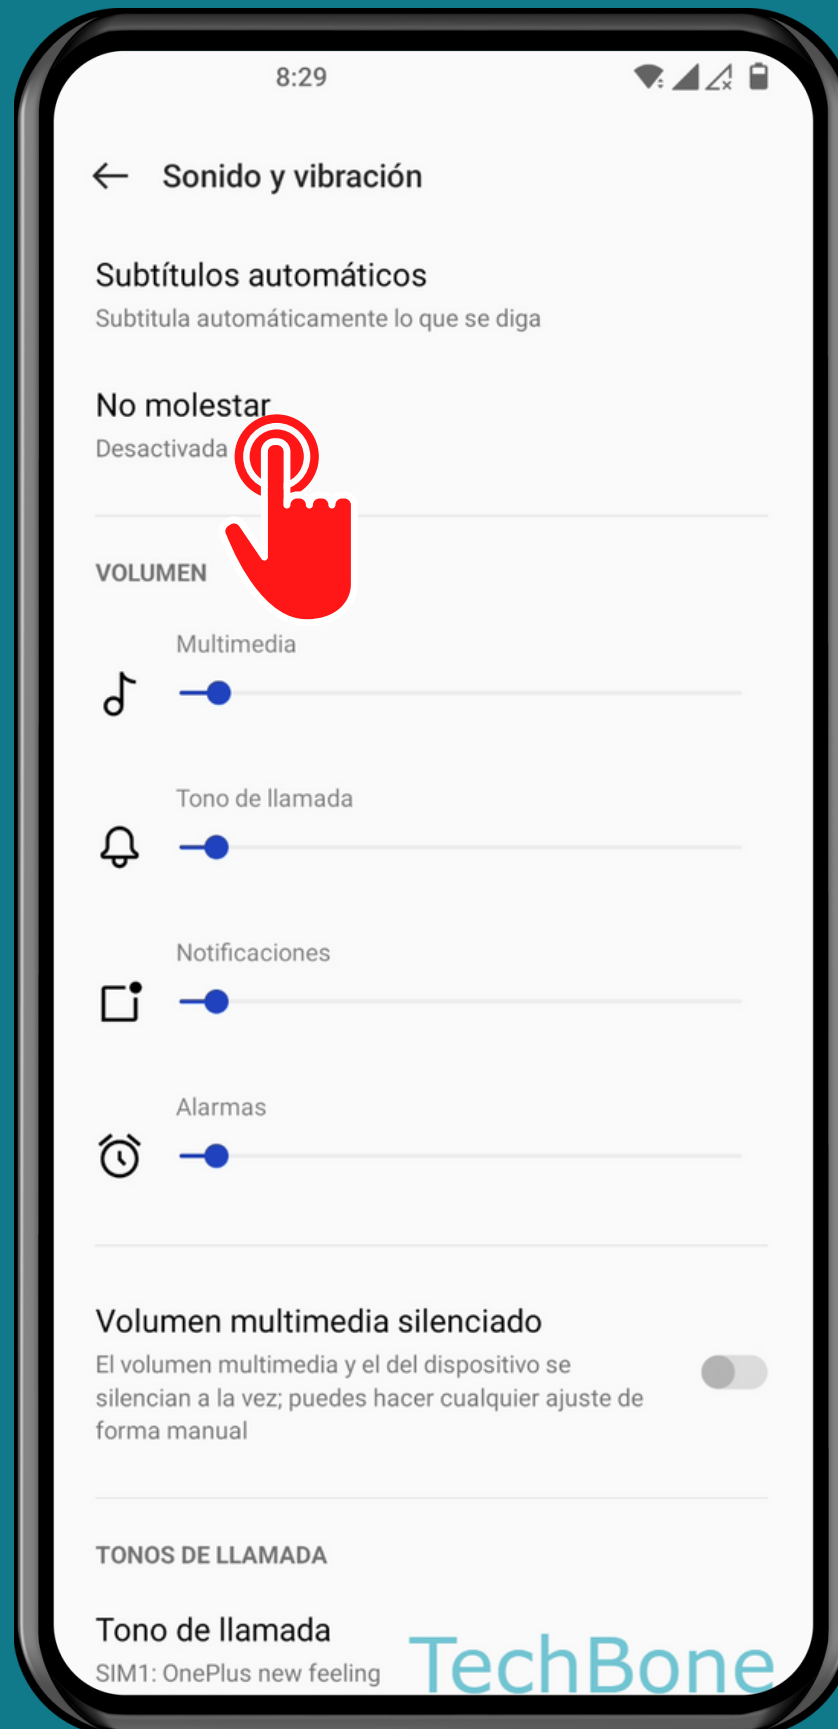 8:29
Sonido y vibración
Subtítulos automáticos
Subtitula automáticamente lo que se diga
No molestar
Desactivada
VOLUMEN
Multimedia
Tono de llamada
Notificaciones
Alarmas
Volumen multimedia silenciado
El volumen multimedia y el del dispositivo se
silencian a la vez; puedes hacer cualquier ajuste de
forma manual
TONOS DE LLAMADA
Tono de llamada
SIM1: OnePlus new feeling
TechBone